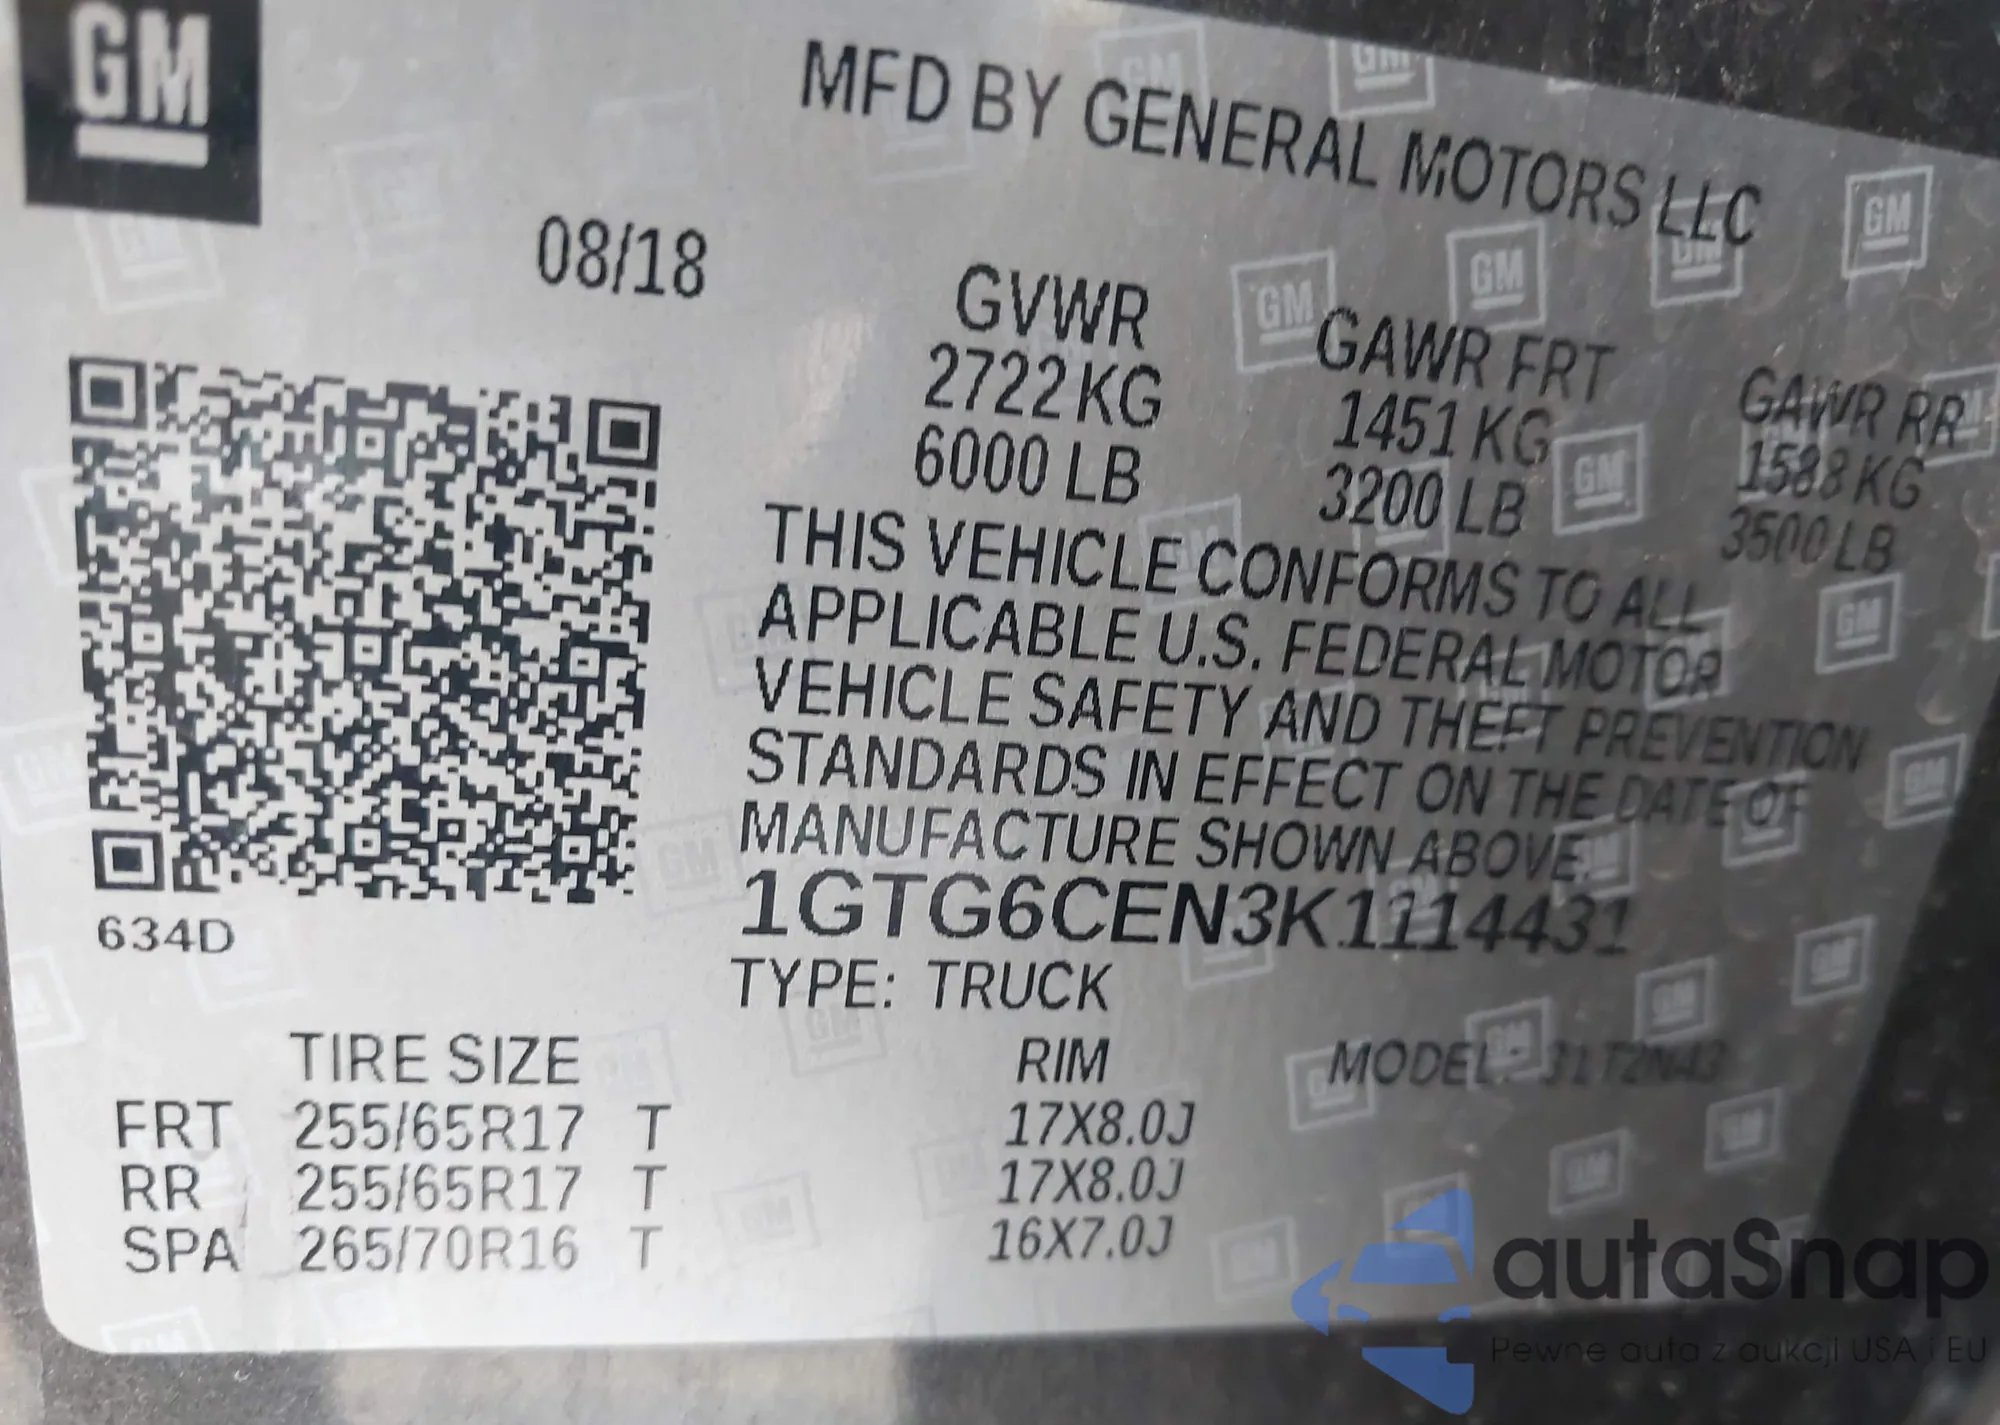 GM
MFD BY GENERAL MOTORS LLC
08/18
GVWR GAWR FRT GAWR RR
2722 KG 1451 KG 1588 KG
6000 LB 3200 LB 3500 LB
THIS VEHICLE CONFORMS TO ALL
APPLICABLE U.S. FEDERAL MOTOR
VEHICLE SAFETY AND THEFT PREVENTION
STANDARDS IN EFFECT ON THE DATE OF
MANUFACTURE SHOWN ABOVE.
1GTG6CEN3K1114431
634D
TYPE: TRUCK
TIRE SIZE RIM MODEL: 31T2N43
FRT 255/65R17 T 17X8.0J
RR 255/65R17 T 17X8.0J
SPA 265/70R16 T 16X7.0J
autaSnap
Pewne auta z aukcji USA i EU